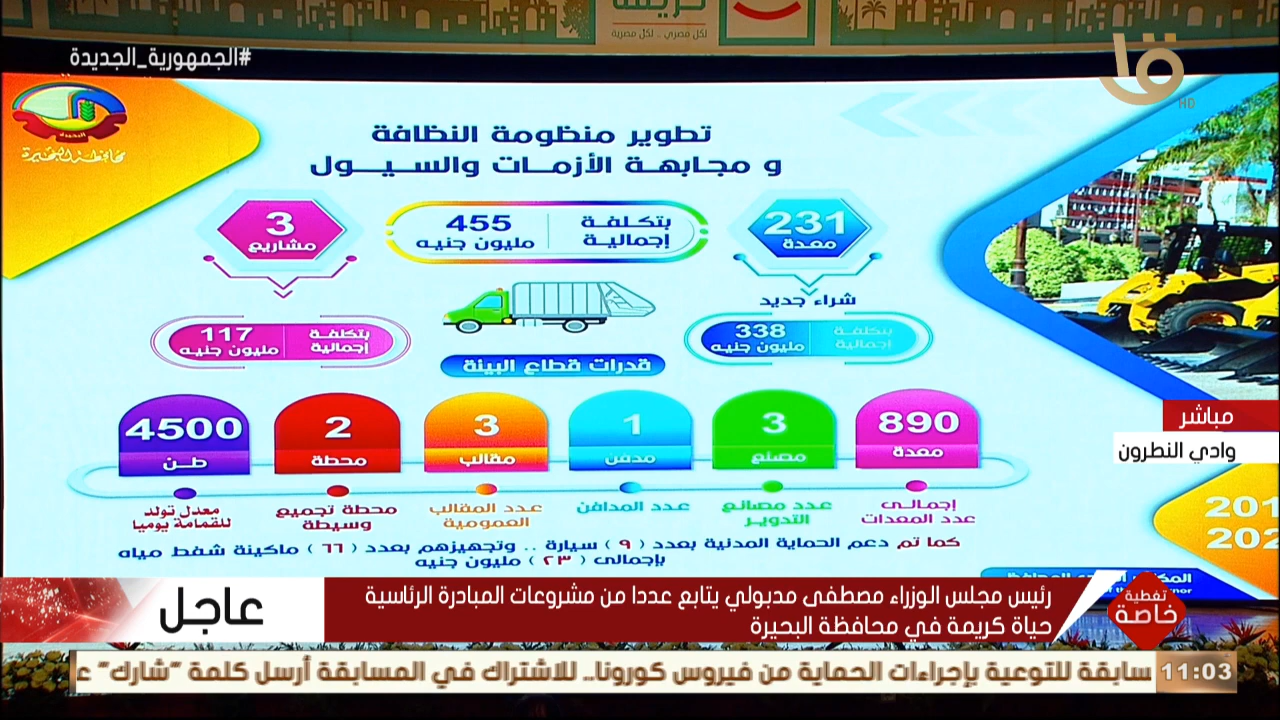 لكل مصري .. لكل مصرية
#الجمهورية_الجديدة
HD
محافظة البحيرة
تطوير منظومة النظافة
و مجابهة الأزمات والسيول
231
معدة
شراء جديد
بتكلفة
إجمالية
338
مليون جنيه
بتكلفة
إجمالية
455
مليون جنيه
3
مشاريع
بتكلفة
إجمالية
117
مليون جنيه
قدرات قطاع البيئة
890
معدة
إجمالى
عدد المعدات
3
مصنع
عدد مصانع
التدوير
1
مدفن
عدد المدافن
3
مقالب
عدد المقالب
العمومية
2
محطة
محطة تجميع
وسيطة
4500
طن
معدل تولد
للقمامة يوميا
كما تم دعم الحماية المدنية بعدد ( ٩ ) سيارة .. وتجهيزهم بعدد ( ٦٦ ) ماكينة شفط مياه
بإجمالى ( ٢٣ ) مليون جنيه
مباشر
وادي النطرون
201
202
تغطية
خاصة
رئيس مجلس الوزراء مصطفى مدبولي يتابع عددا من مشروعات المبادرة الرئاسية
حياة كريمة في محافظة البحيرة
عاجل
11:03
سابقة للتوعية بإجراءات الحماية من فيروس كورونا.. للاشتراك في المسابقة أرسل كلمة "شارك" ع